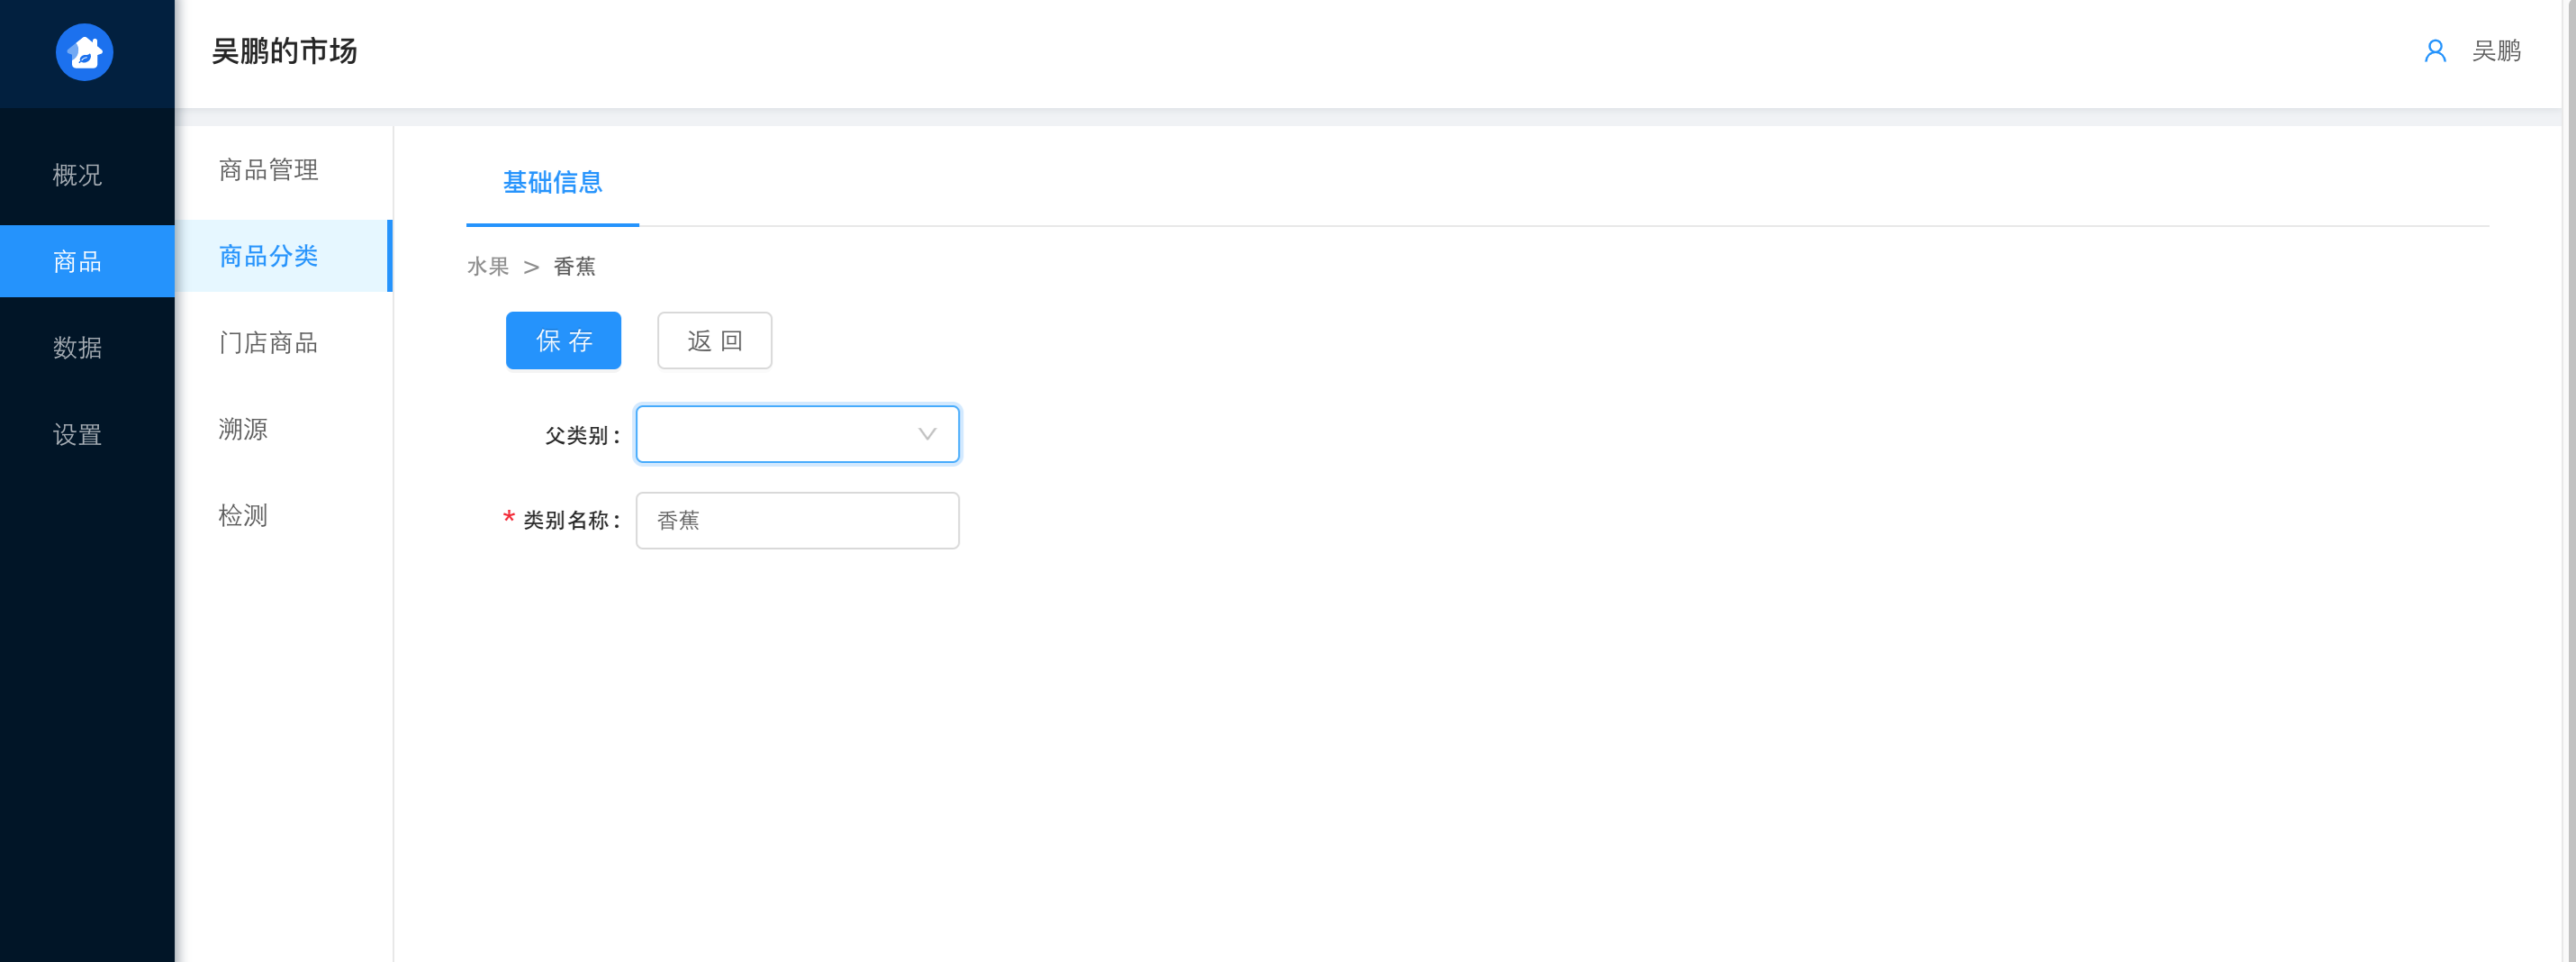 吴鹏的市场
吴鹏
概况
商品
数据
设置
商品管理
商品分类
门店商品
溯源
检测
基础信息
水果 > 香蕉
保存 返回
父类别：
* 类别名称： 香蕉